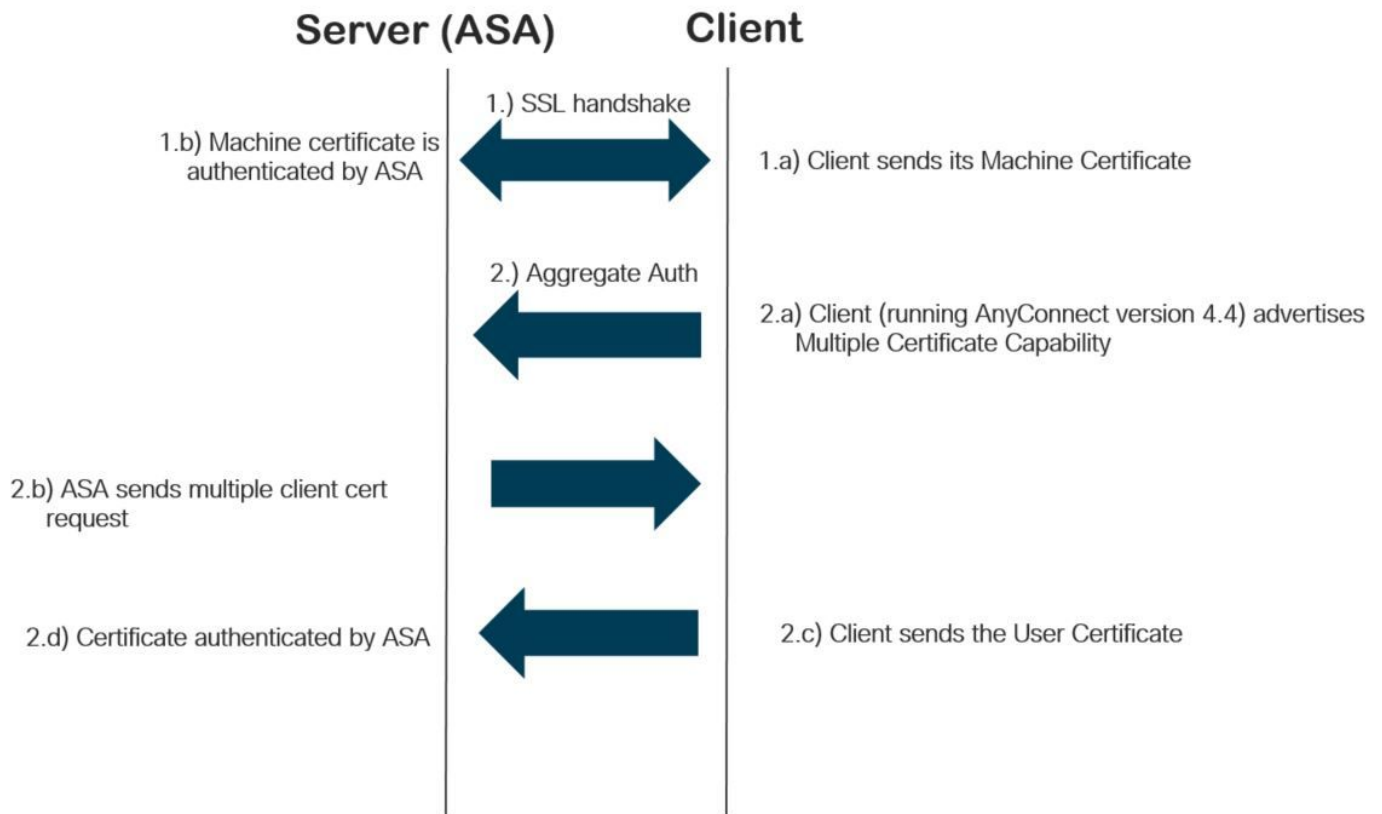 Server (ASA)
Client
1.) SSL handshake
1.b) Machine certificate is
authenticated by ASA
1.a) Client sends its Machine Certificate
2.) Aggregate Auth
2.a) Client (running AnyConnect version 4.4) advertises
Multiple Certificate Capability
2.b) ASA sends multiple client cert
request
2.d) Certificate authenticated by ASA
2.c) Client sends the User Certificate